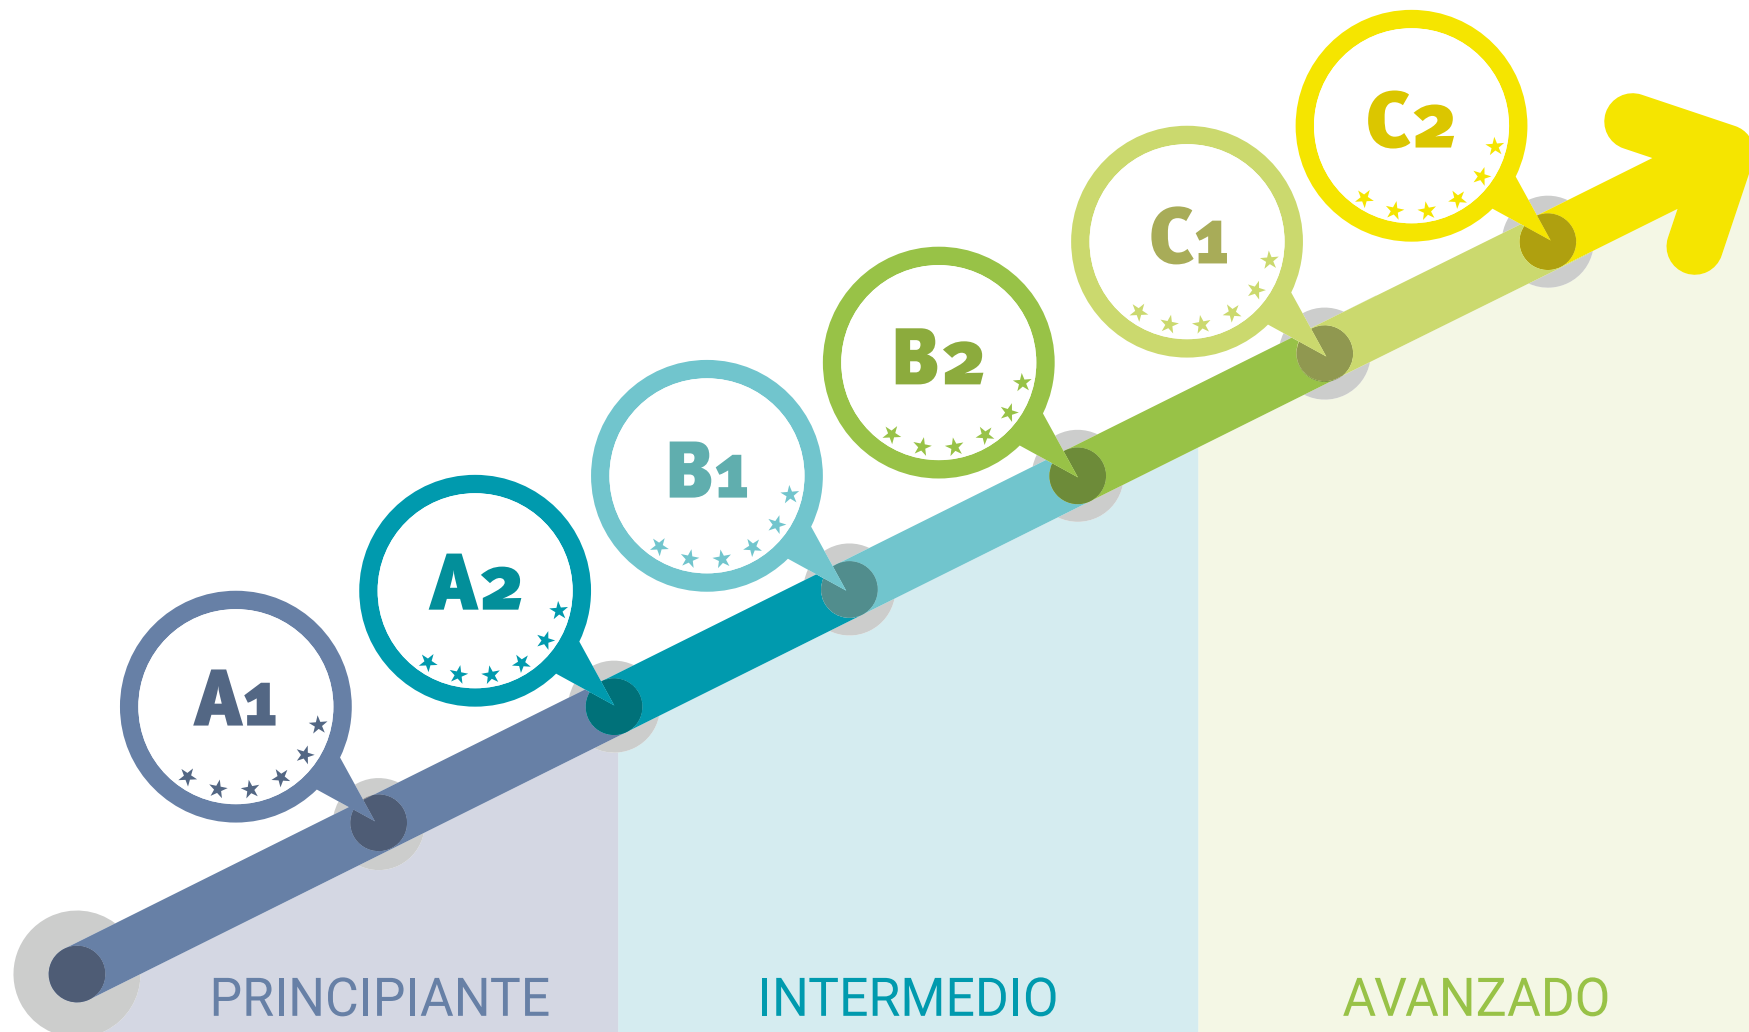 A1
A2
B1
B2
C1
C2
PRINCIPIANTE
INTERMEDIO
AVANZADO